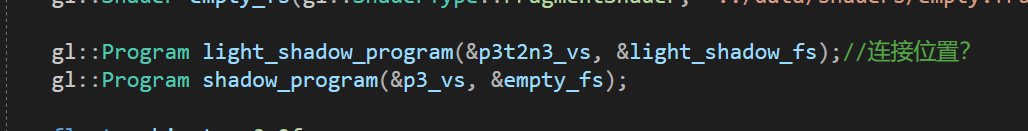 gl::Program light_shadow_program(&p3t2n3_vs, &light_shadow_fs);//连接位置?
gl::Program shadow_program(&p3_vs, &empty_fs);